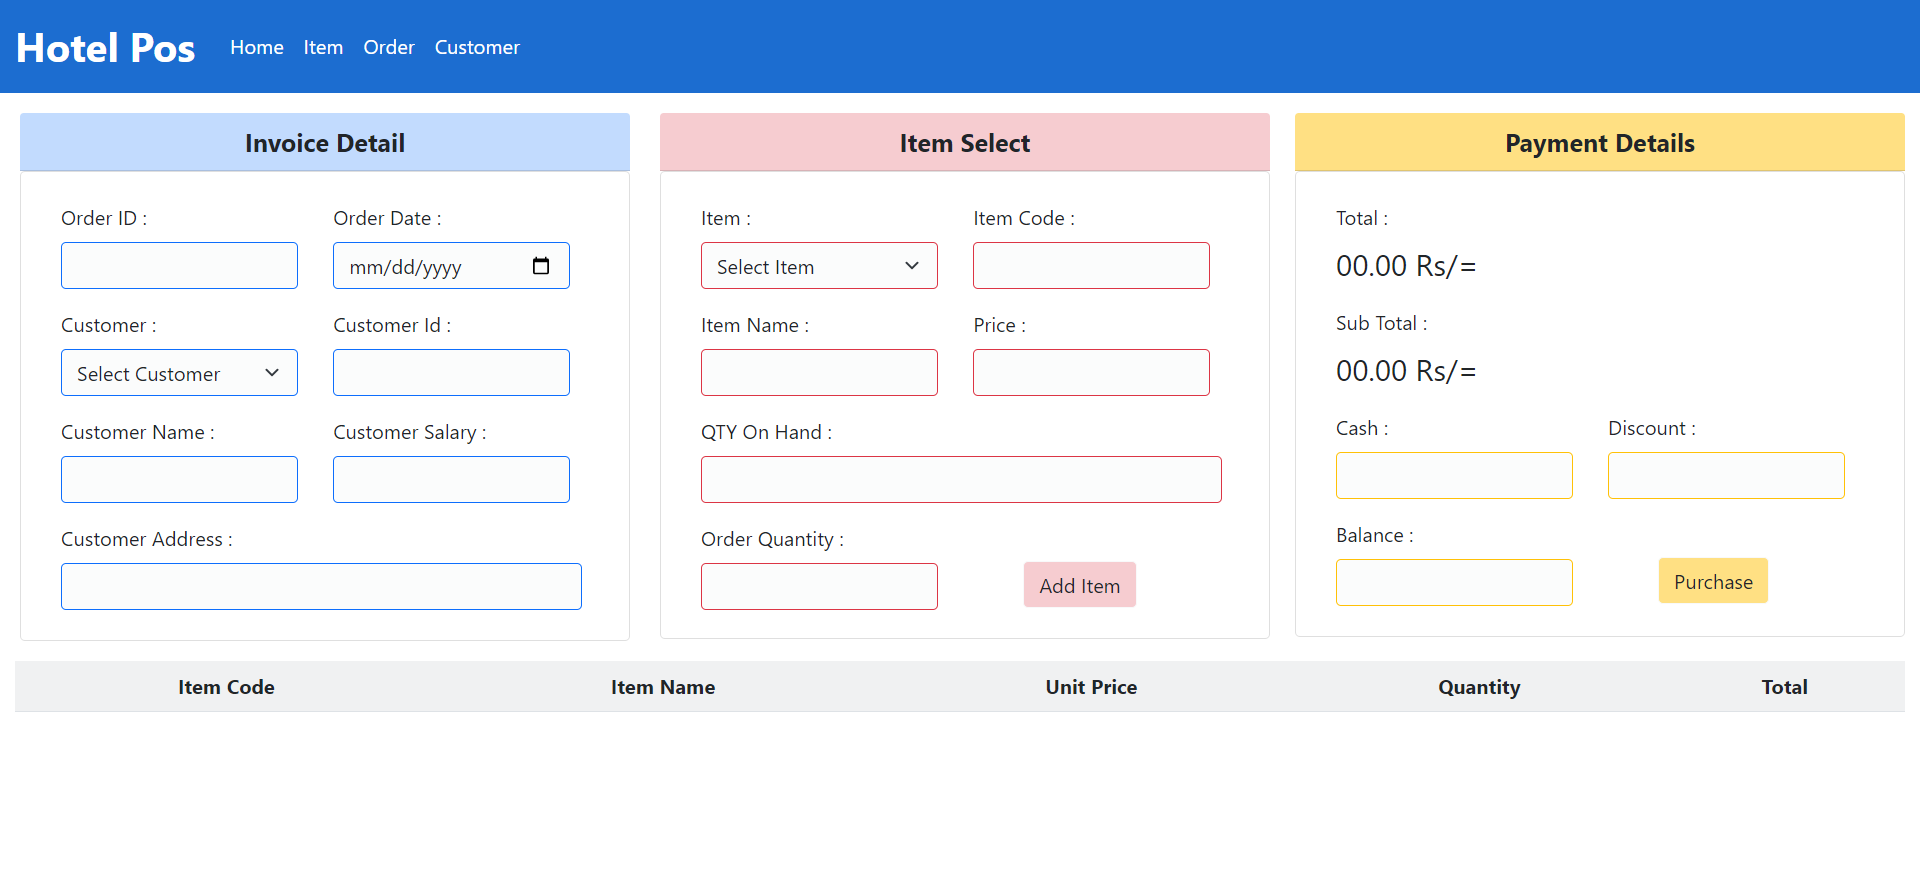 Hotel Pos Home Item Order Customer
Invoice Detail
Order ID : Order Date :
mm/dd/yyyy
Customer : Customer Id :
Select Customer
Customer Name : Customer Salary :
Customer Address :
Item Select
Item : Item Code :
Select Item
Item Name : Price :
QTY On Hand :
Order Quantity :
Add Item
Payment Details
Total :
00.00 Rs/=
Sub Total :
00.00 Rs/=
Cash : Discount :
Balance :
Purchase
Item Code Item Name Unit Price Quantity Total